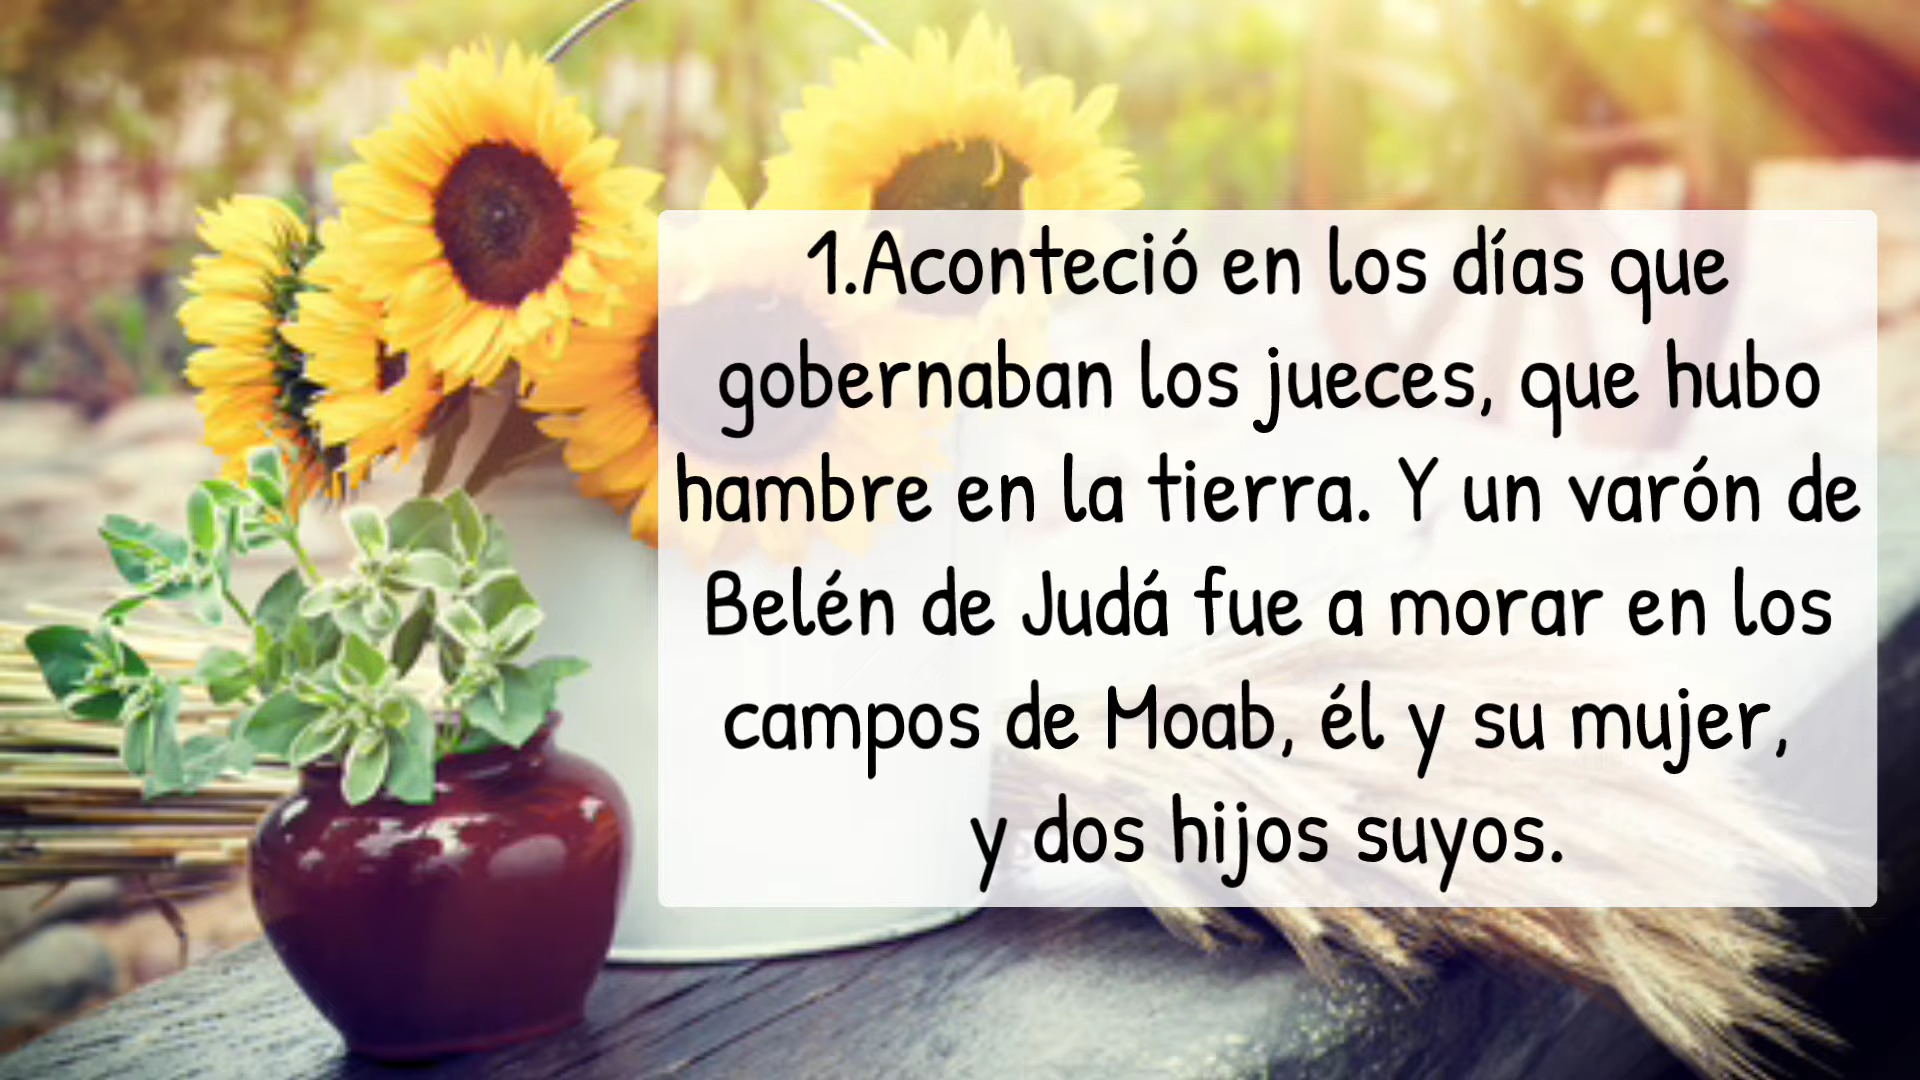 1.Aconteció en los días que
gobernaban los jueces, que hubo
hambre en la tierra. Y un varón de
Belén de Judá fue a morar en los
campos de Moab, él y su mujer,
y dos hijos suyos.